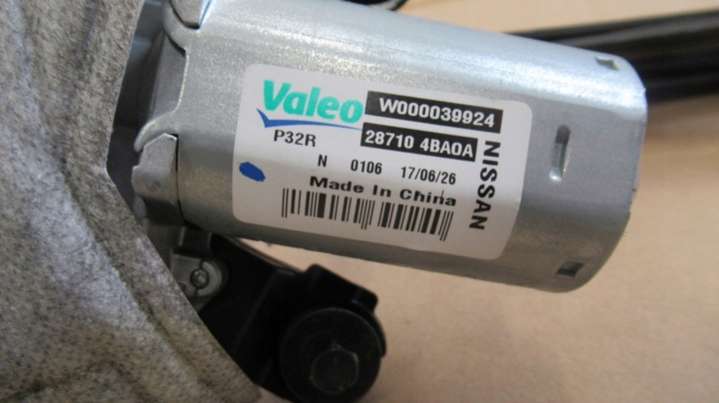 Valeo W000039924
P32R 28710 4BA0A
N 0106 17/06/26
Made In China
NISSAN